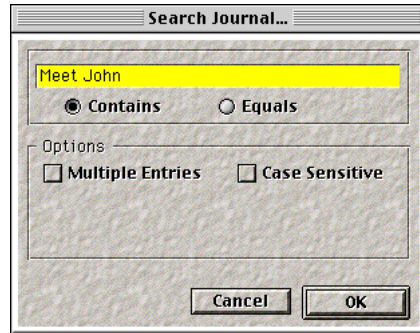 Search Journal...
Meet John
Contains Equals
Options
Multiple Entries Case Sensitive
Cancel OK